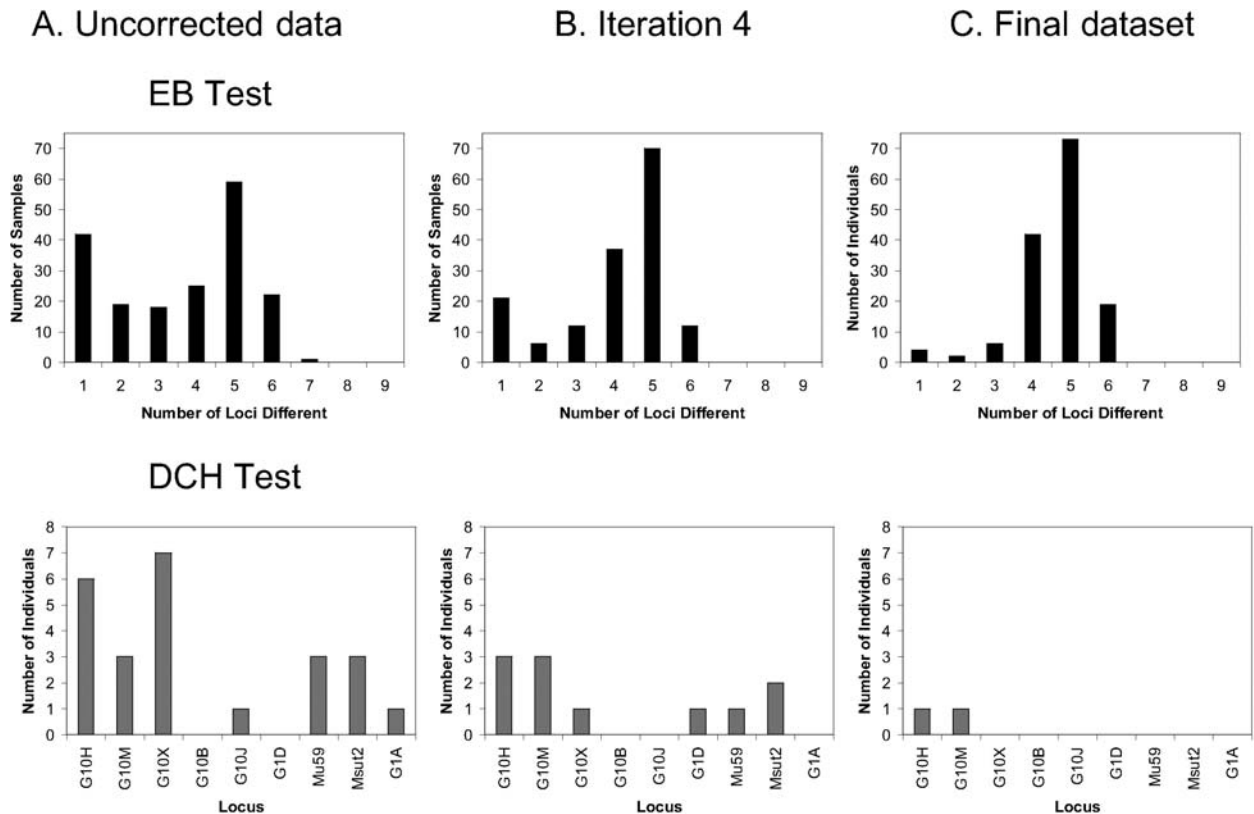 A. Uncorrected data
B. Iteration 4
C. Final dataset
EB Test
Number of Samples
70
60
50
40
30
20
10
0
1 2 3 4 5 6 7 8 9
Number of Loci Different
Number of Samples
70
60
50
40
30
20
10
0
1 2 3 4 5 6 7 8 9
Number of Loci Different
Number of Individuals
70
60
50
40
30
20
10
0
1 2 3 4 5 6 7 8 9
Number of Loci Different
DCH Test
Number of Individuals
8
7
6
5
4
3
2
1
0
G10H G10M G10X G10B G10J G1D Mu59 Msut2 G1A
Locus
Number of Individuals
8
7
6
5
4
3
2
1
0
G10H G10M G10X G10B G10J G1D Mu59 Msut2 G1A
Locus
Number of Individuals
8
7
6
5
4
3
2
1
0
G10H G10M G10X G10B G10J G1D Mu59 Msut2 G1A
Locus